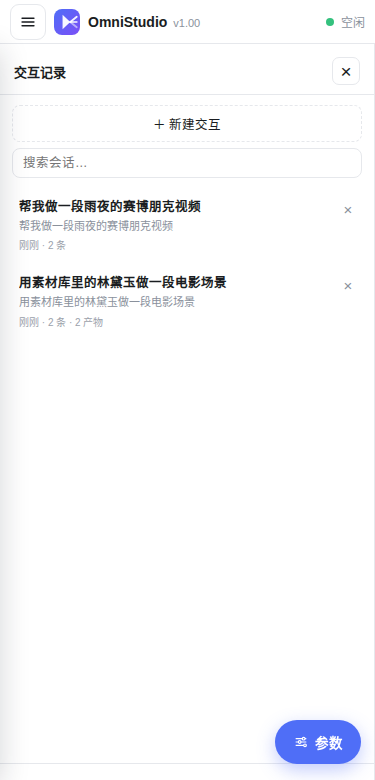 OmniStudio v1.00
空闲
交互记录
×
＋ 新建交互
搜索会话…
帮我做一段雨夜的赛博朋克视频
×
帮我做一段雨夜的赛博朋克视频
刚刚 · 2 条
用素材库里的林黛玉做一段电影场景
×
用素材库里的林黛玉做一段电影场景
刚刚 · 2 条 · 2 产物
参数